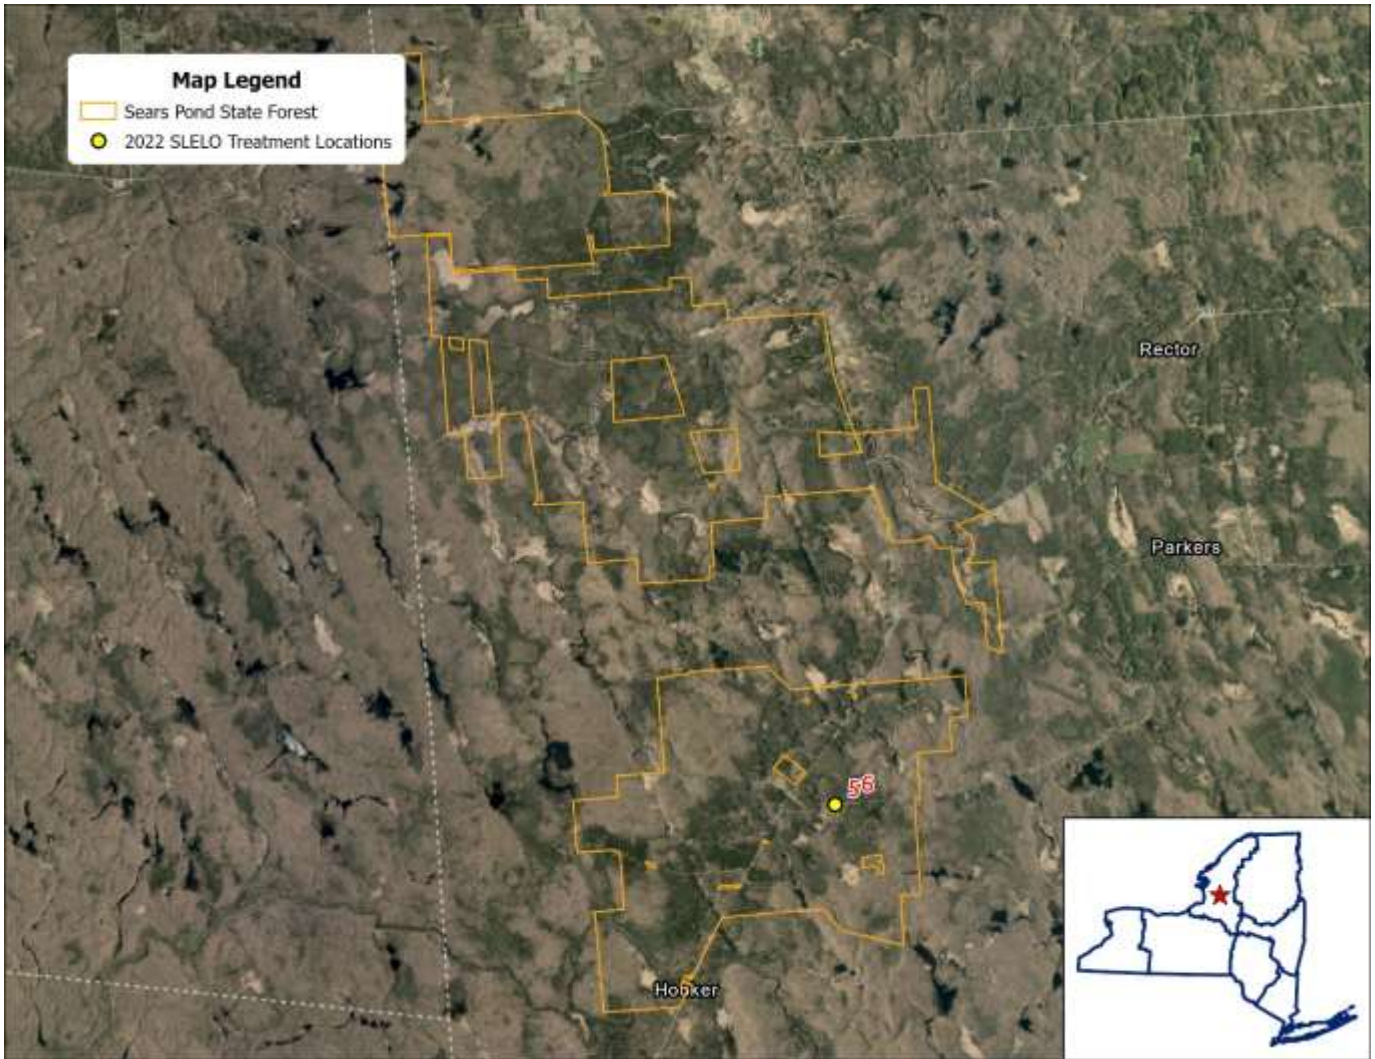 Map Legend
Sears Pond State Forest
2022 SLELO Treatment Locations
Rector
Parkers
56
Hooker